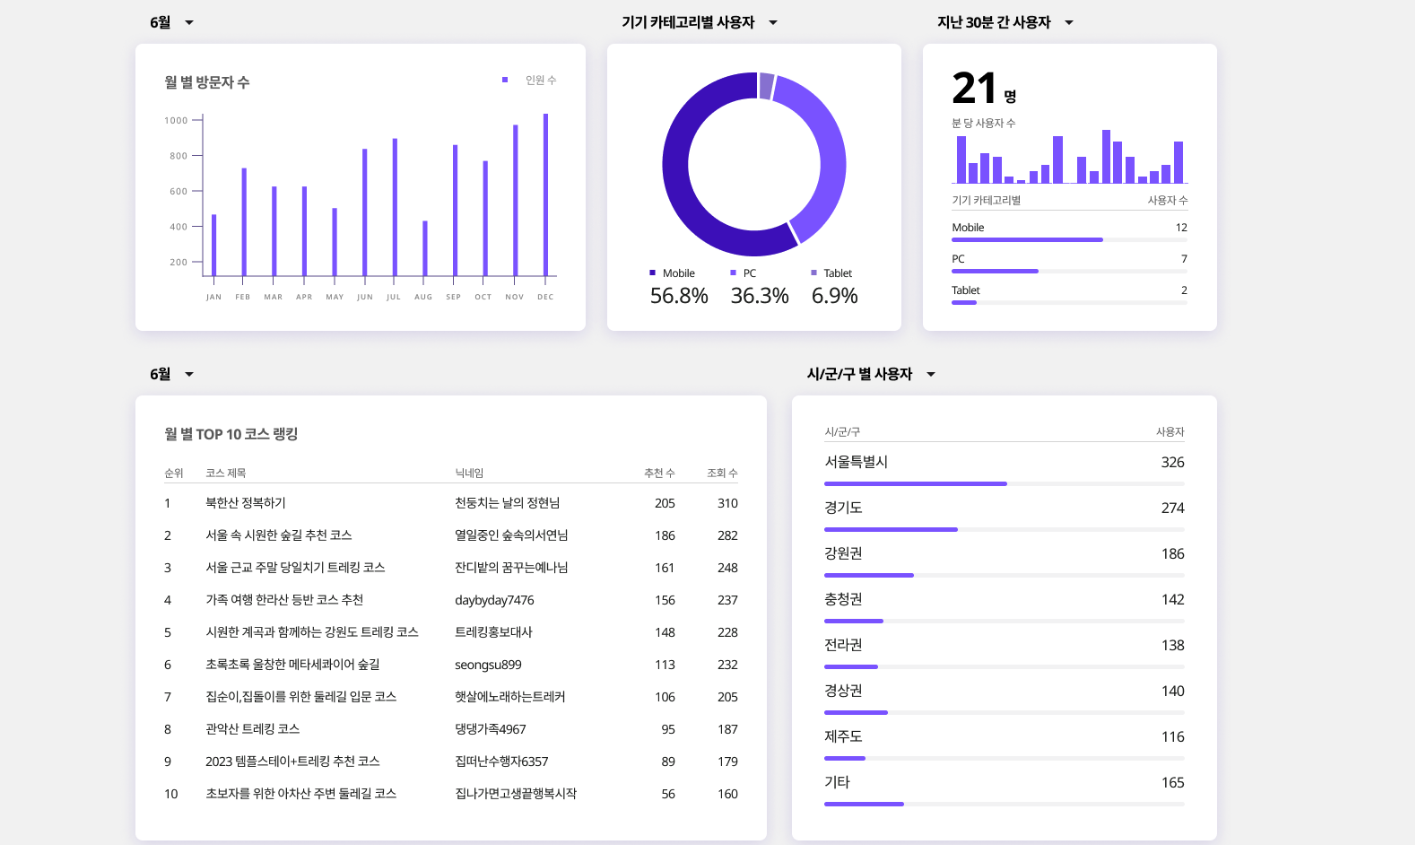 6월
기기 카테고리별 사용자
지난 30분 간 사용자
월 별 방문자 수
인원 수
1000
800
600
400
200
JAN FEB MAR APR MAY JUN JUL AUG SEP OCT NOV DEC
Mobile PC Tablet
56.8% 36.3% 6.9%
21 명
분 당 사용자 수
기기 카테고리별 사용자 수
Mobile 12
PC 7
Tablet 2
6월
월 별 TOP 10 코스 랭킹
순위 코스 제목 닉네임 추천 수 조회 수
1 북한산 정복하기 천둥치는 날의 정현님 205 310
2 서울 속 시원한 숲길 추천 코스 열일중인 숲속의서연님 186 282
3 서울 근교 주말 당일치기 트레킹 코스 잔디밭의 꿈꾸는예나님 161 248
4 가족 여행 한라산 등반 코스 추천 daybyday7476 156 237
5 시원한 계곡과 함께하는 강원도 트레킹 코스 트레킹홍보대사 148 228
6 초록초록 울창한 메타세콰이어 숲길 seongsu899 113 232
7 집순이,집돌이를 위한 둘레길 입문 코스 햇살에노래하는트레커 106 205
8 관악산 트레킹 코스 댕댕가족4967 95 187
9 2023 템플스테이+트레킹 추천 코스 집떠난수행자6357 89 179
10 초보자를 위한 아차산 주변 둘레길 코스 집나가면고생끝행복시작 56 160
시/군/구 별 사용자
시/군/구 사용자
서울특별시 326
경기도 274
강원권 186
충청권 142
전라권 138
경상권 140
제주도 116
기타 165